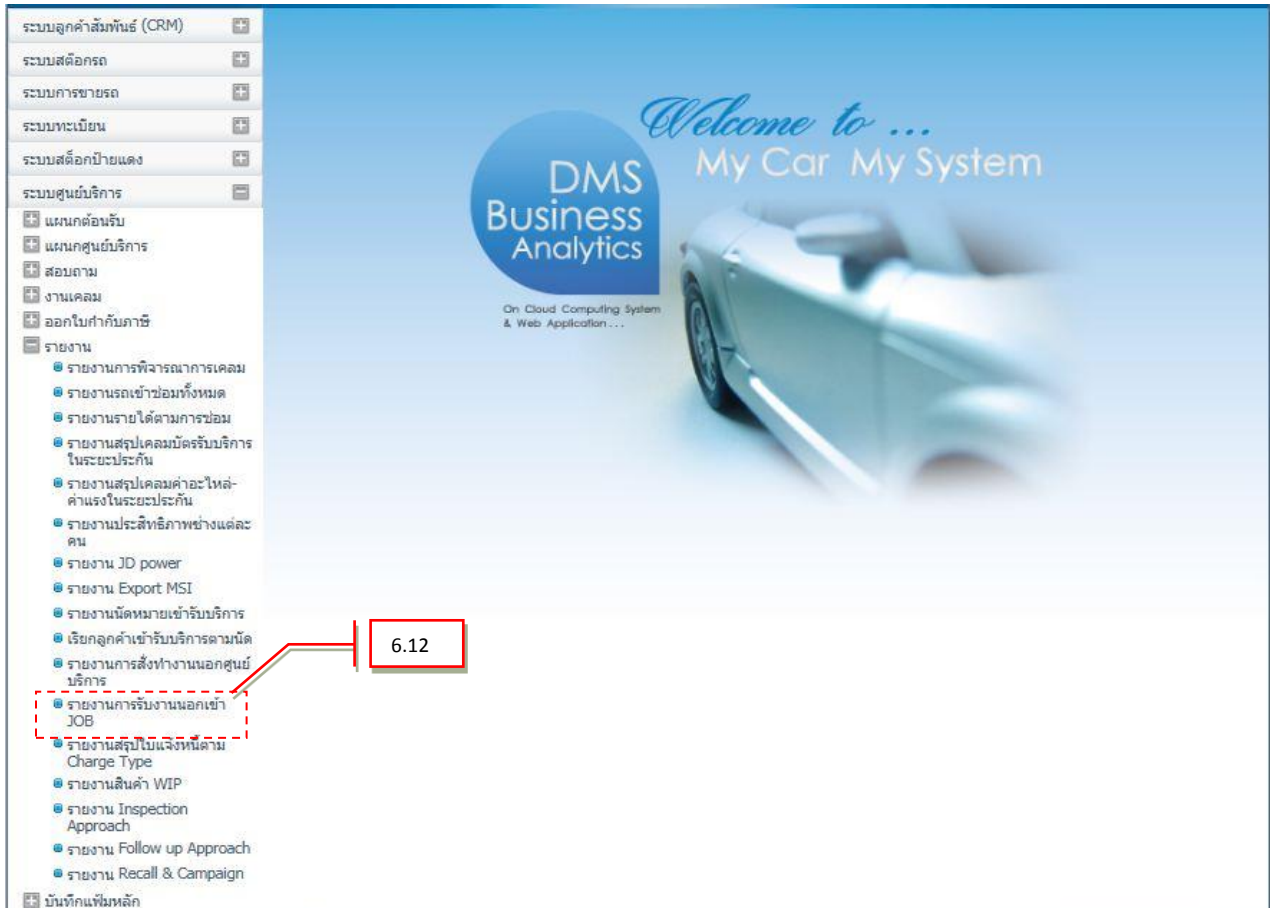 ระบบลูกค้าสัมพันธ์ (CRM)
ระบบสต๊อกรถ
ระบบการขายรถ
ระบบทะเบียน
ระบบสต็อกป้ายแดง
ระบบศูนย์บริการ
แผนกต้อนรับ
แผนกศูนย์บริการ
สอบถาม
งานเคลม
ออกใบกำกับภาษี
รายงาน
รายงานการพิจารณาการเคลม
รายงานรถเข้าซ่อมทั้งหมด
รายงานรายได้ตามการซ่อม
รายงานสรุปเคลมบัตรรับบริการ
ในระยะประกัน
รายงานสรุปเคลมค่าอะไหล่-
ค่าแรงในระยะประกัน
รายงานประสิทธิภาพช่างแต่ละ
คน
รายงาน JD power
รายงาน Export MSI
รายงานนัดหมายเข้ารับบริการ
เรียกลูกค้าเข้ารับบริการตามนัด
รายงานการสั่งทำงานนอกศูนย์
บริการ
รายงานการรับงานนอกเข้า
JOB
รายงานสรุปใบแจ้งหนี้ตาม
Charge Type
รายงานสินค้า WIP
รายงาน Inspection
Approach
รายงาน Follow up Approach
รายงาน Recall & Campaign
บันทึกแฟ้มหลัก
Welcome to ...
My Car My System
DMS
Business
Analytics
On Cloud Computing System
& Web Application...
6.12